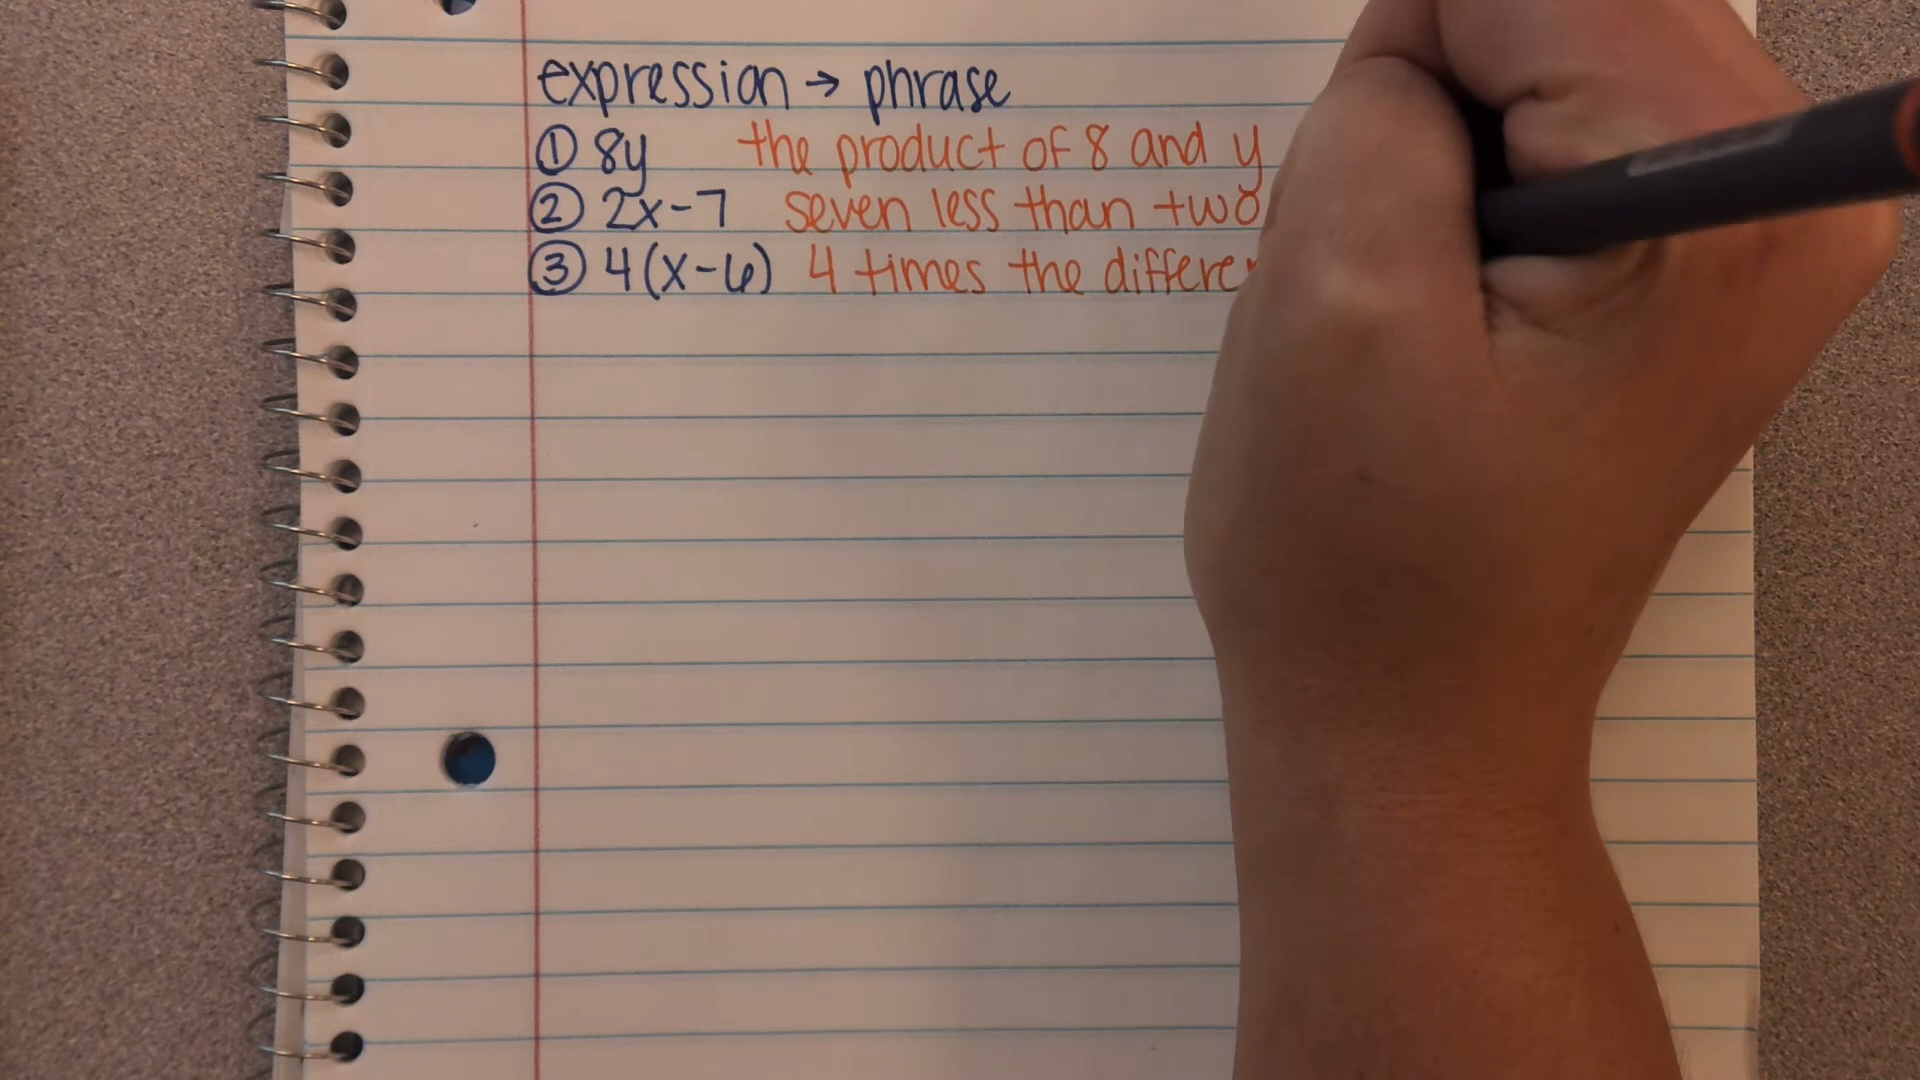 expression → phrase
① 8y the product of 8 and y
② 2x-7 seven less than two
③ 4(x-6) 4 times the